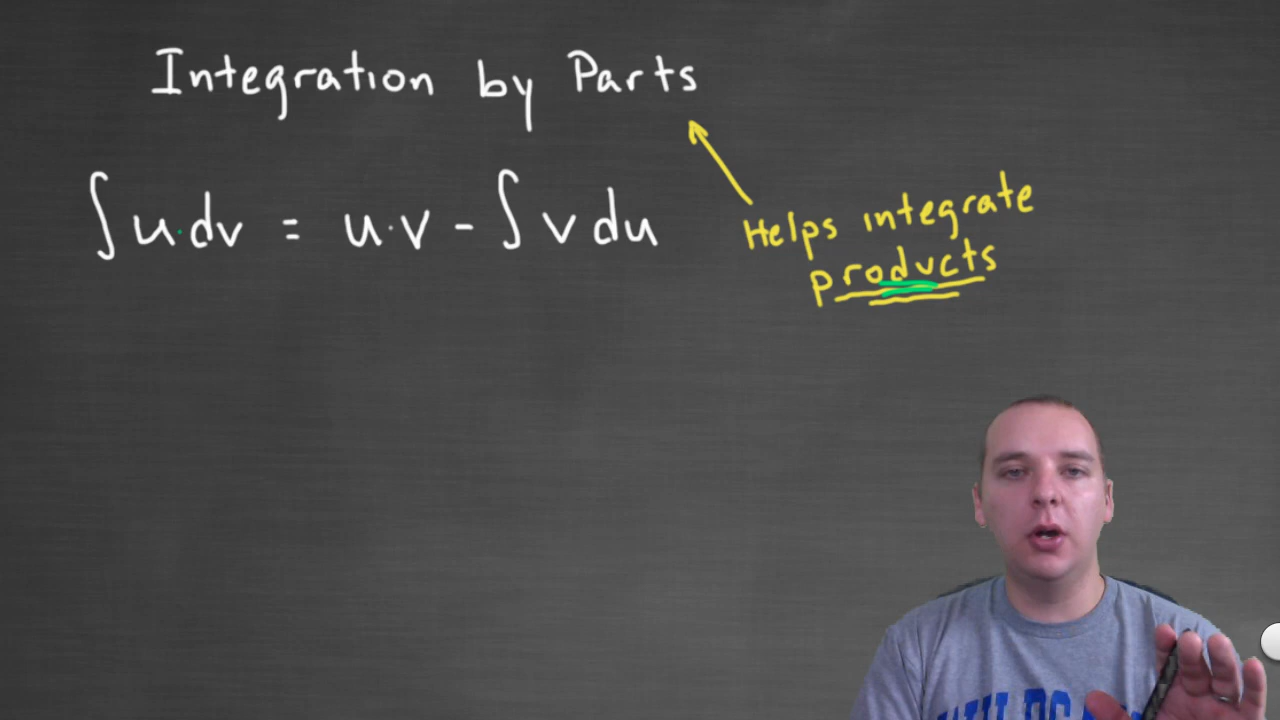 Integration by Parts
∫ u·dv = u·v - ∫ v du
Helps integrate
products